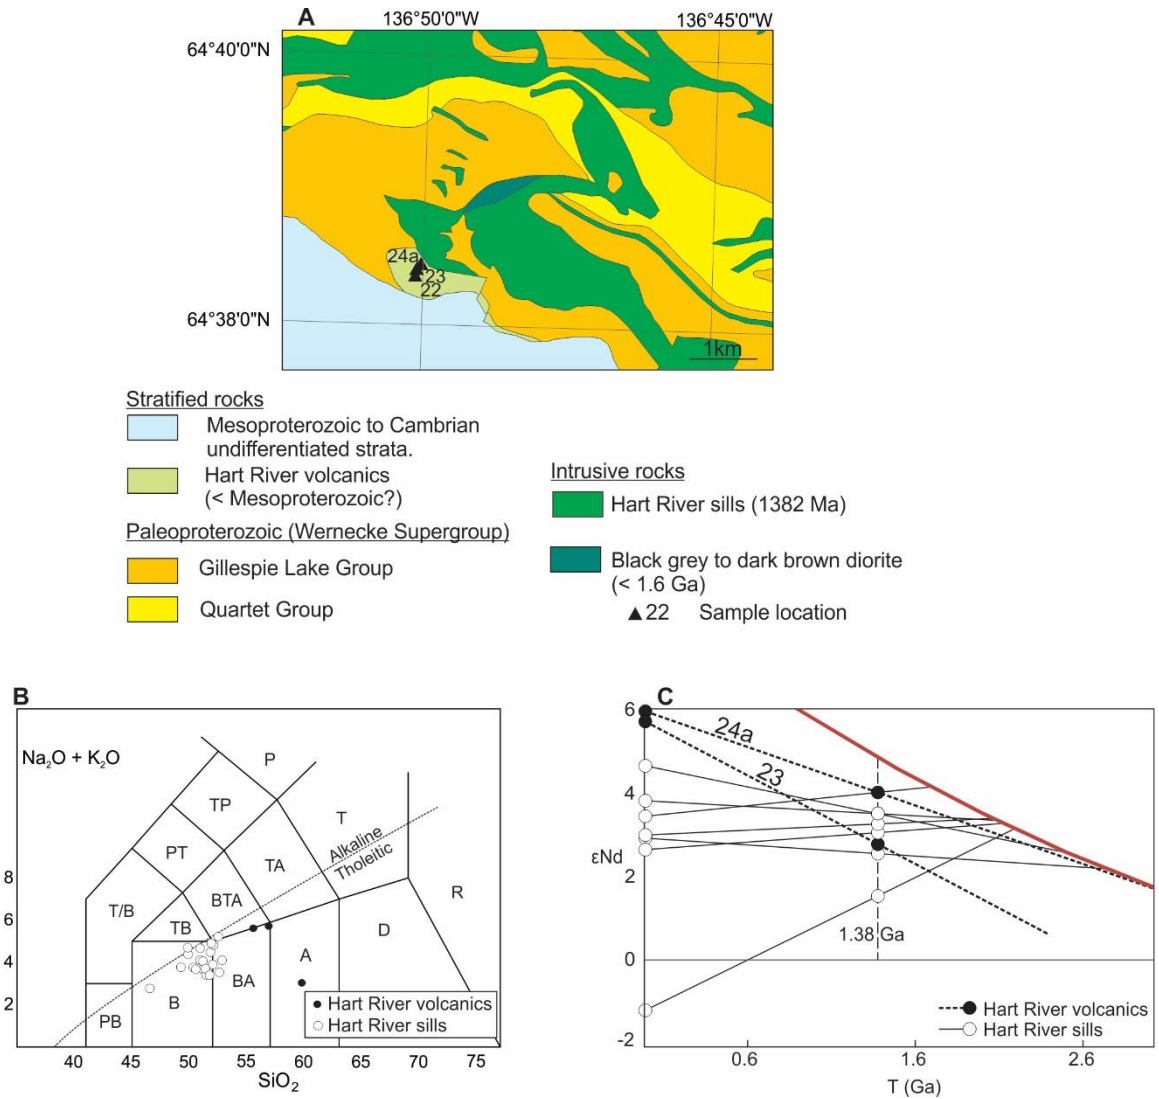 A
136°50'0"W
136°45'0"W
64°40'0"N
24a
23
22
64°38'0"N
1km
Stratified rocks
Mesoproterozoic to Cambrian
undifferentiated strata.
Hart River volcanics
(< Mesoproterozoic?)
Paleoproterozoic (Wernecke Supergroup)
Gillespie Lake Group
Quartet Group
Intrusive rocks
Hart River sills (1382 Ma)
Black grey to dark brown diorite
(< 1.6 Ga)
22 Sample location
B
Na₂O + K₂O
P
TP
T
PT
TA
Alkaline
Tholeitic
T/B
BTA
R
TB
D
A
BA
B
PB
8
6
4
2
Hart River volcanics
Hart River sills
40 45 50 55 60 65 70 75
SiO₂
C
6
4
εNd
2
0
-2
24a
23
1.38 Ga
Hart River volcanics
Hart River sills
0.6 1.6 2.6
T (Ga)